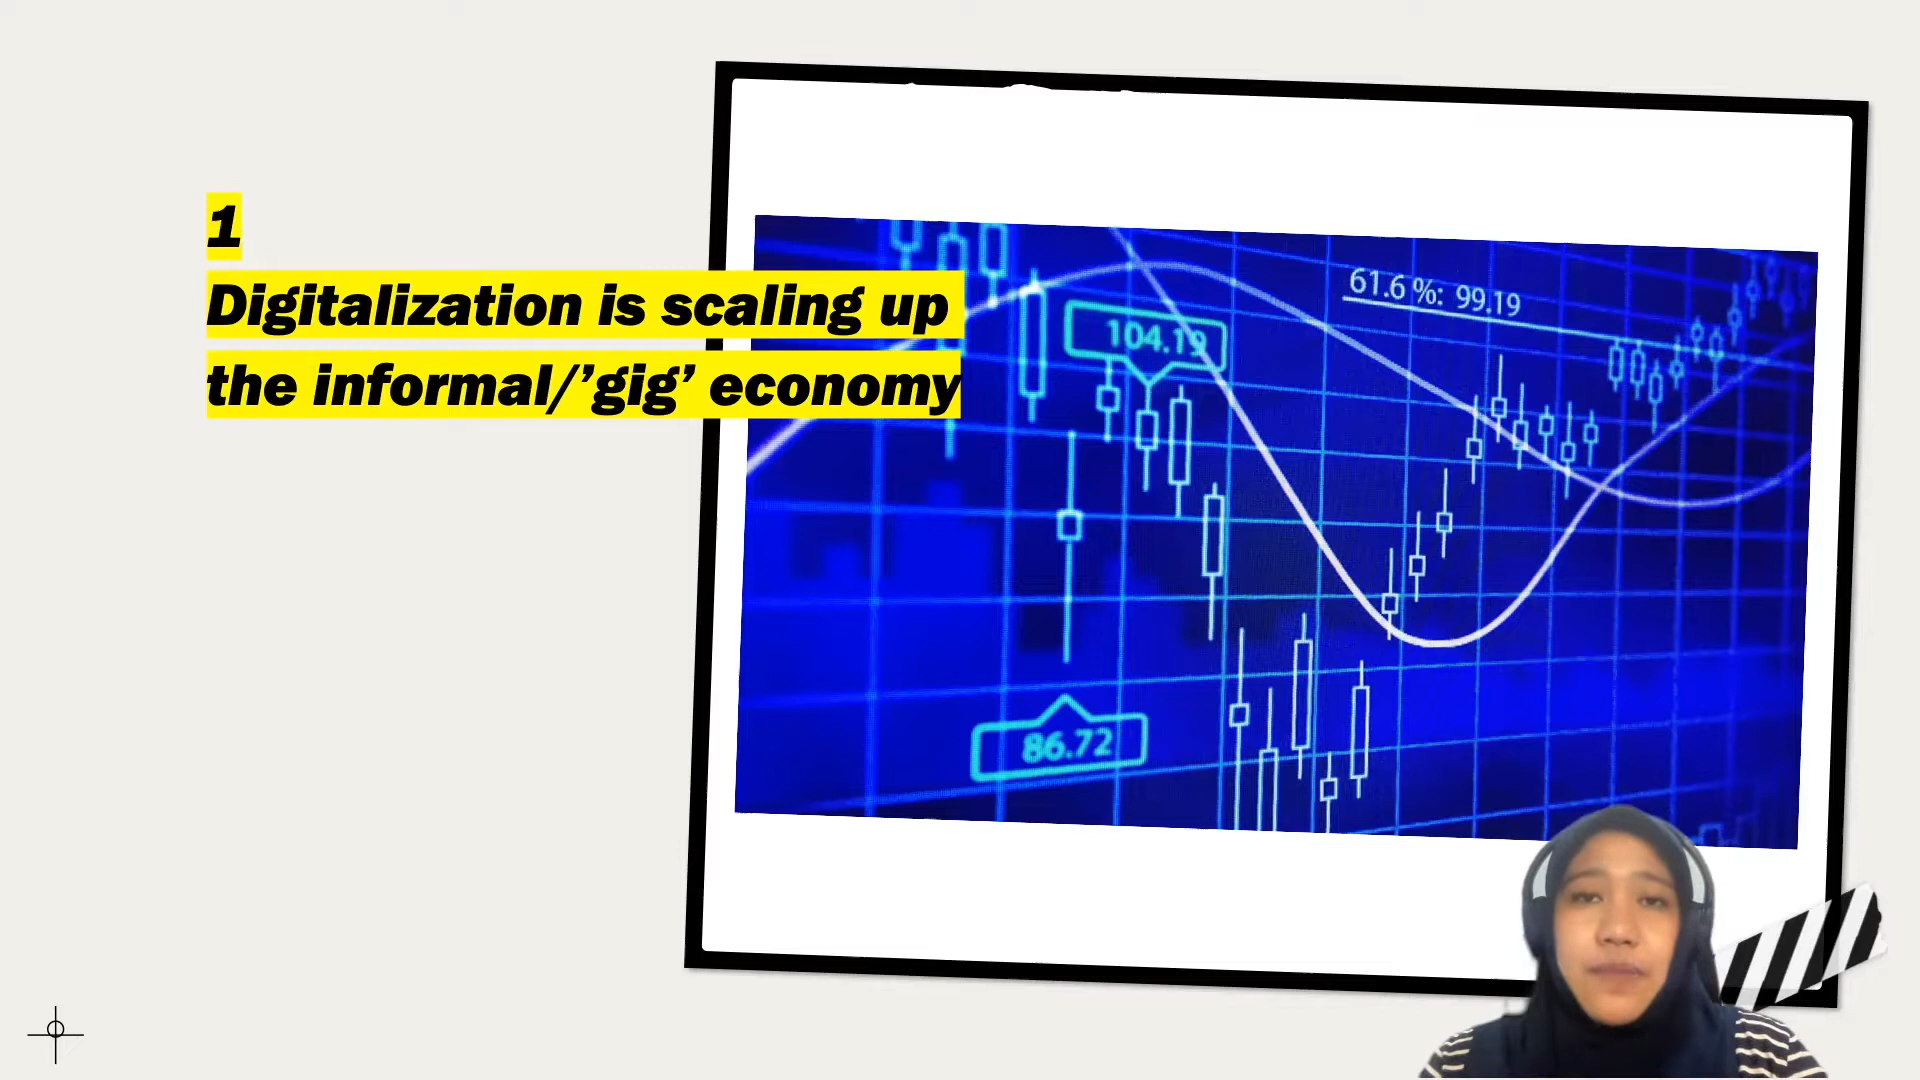 1
Digitalization is scaling up
the informal/’gig’ economy
61.6 %: 99.19
104.19
86.72